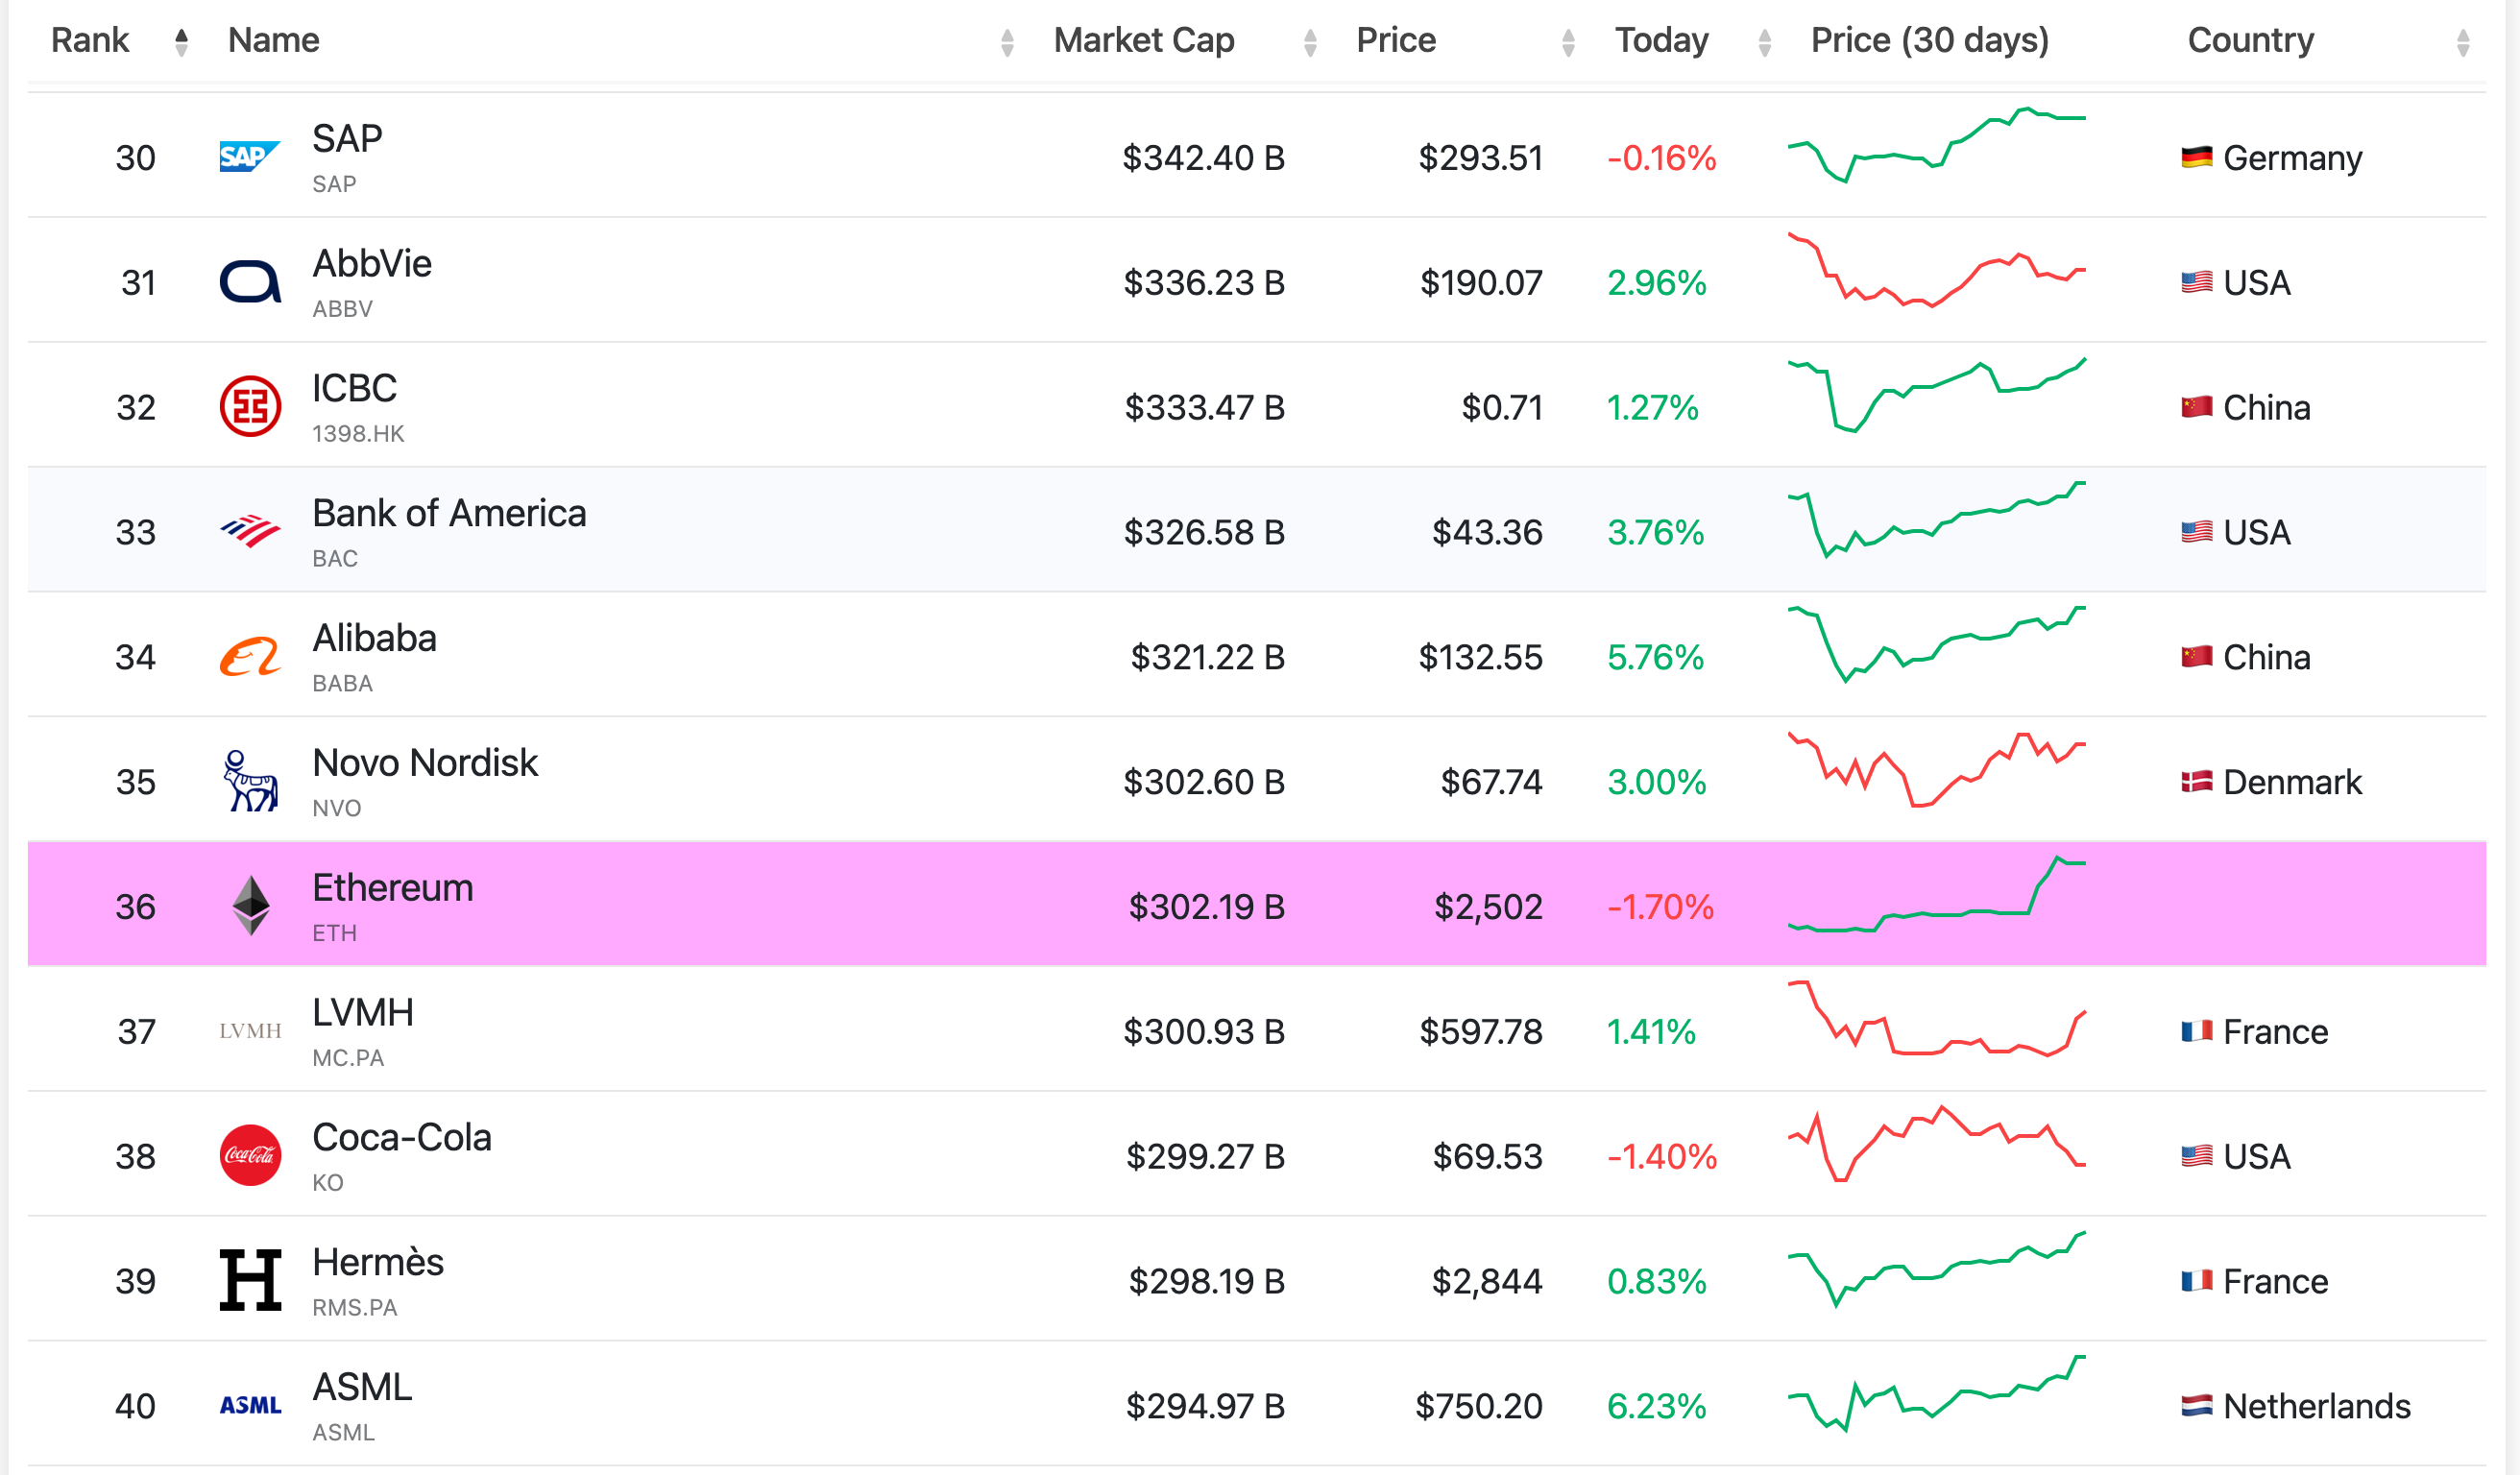 Rank Name Market Cap Price Today Price (30 days) Country
SAP
30 SAP $342.40 B $293.51 -0.16% Germany
SAP
AbbVie
31 $336.23 B $190.07 2.96% USA
ABBV
ICBC
32 $333.47 B $0.71 1.27% China
1398.HK
Bank of America
33 $326.58 B $43.36 3.76% USA
BAC
Alibaba
34 $321.22 B $132.55 5.76% China
BABA
Novo Nordisk
35 $302.60 B $67.74 3.00% Denmark
NVO
Ethereum
36 $302.19 B $2,502 -1.70%
ETH
LVMH
37 LVMH $300.93 B $597.78 1.41% France
MC.PA
Coca-Cola
38 Coca-Cola $299.27 B $69.53 -1.40% USA
KO
Hermès
39 H $298.19 B $2,844 0.83% France
RMS.PA
ASML
40 ASML $294.97 B $750.20 6.23% Netherlands
ASML